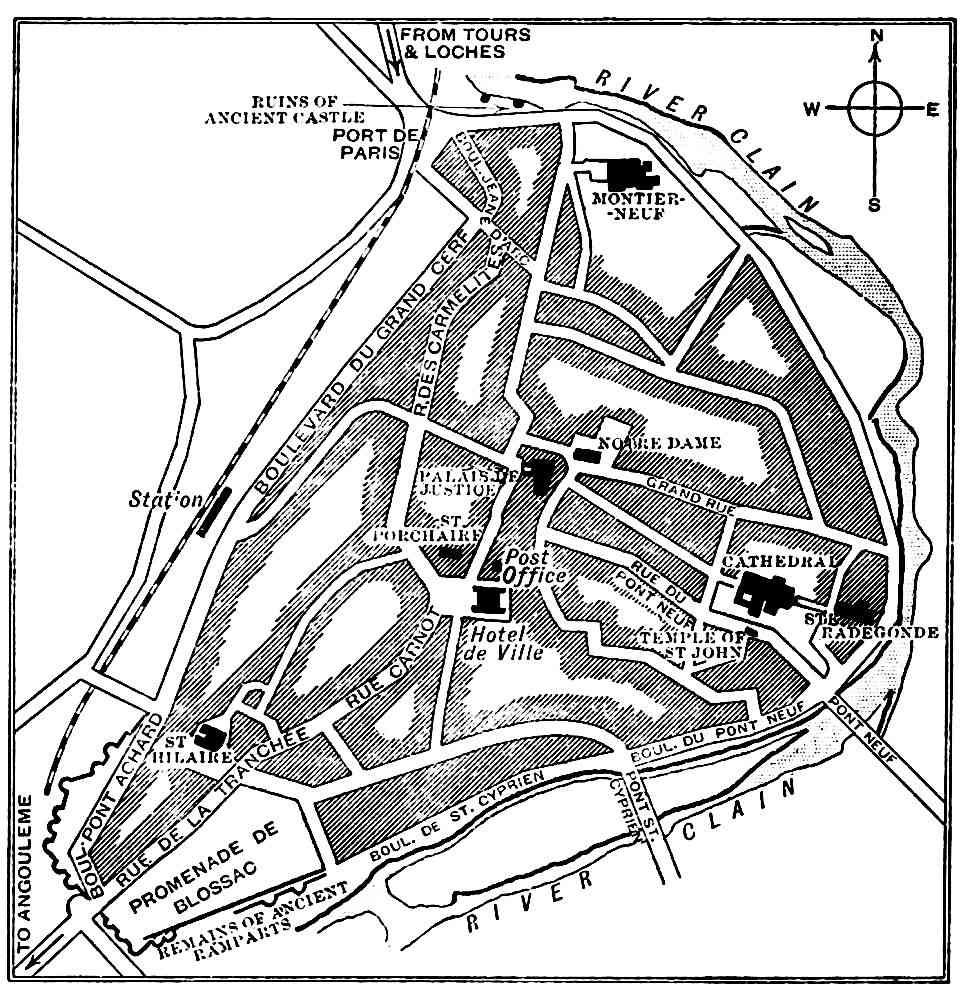 FROM TOURS
& LOCHES
N
W
E
S
RIVER CLAIN
RUINS OF
ANCIENT CASTLE
PORT DE
PARIS
BOUL. JEANE D'ARC
MONTIER-
-NEUF
BOULEVARD DU GRAND CERF
R. DES CARMELITES
NOTRE DAME
PALAIS DE
JUSTICE
GRAND RUE
Station
ST
PORCHAIRE
Post
Office
CATHEDRAL
RUE DU
PONT NEUF
STE
RADEGONDE
TEMPLE OF
ST JOHN
Hotel
de Ville
RUE CARNOT
ST
HILAIRE
BOUL. PONT ACHARD
RUE DE LA TRANCHÉE
BOUL. DU PONT NEUF
PONT NEUF
BOUL. DE ST. CYPRIEN
PONT ST.
CYPRIEN
PROMENADE DE
BLOSSAC
REMAINS OF ANCIENT
RAMPARTS
RIVER CLAIN
TO ANGOULEME